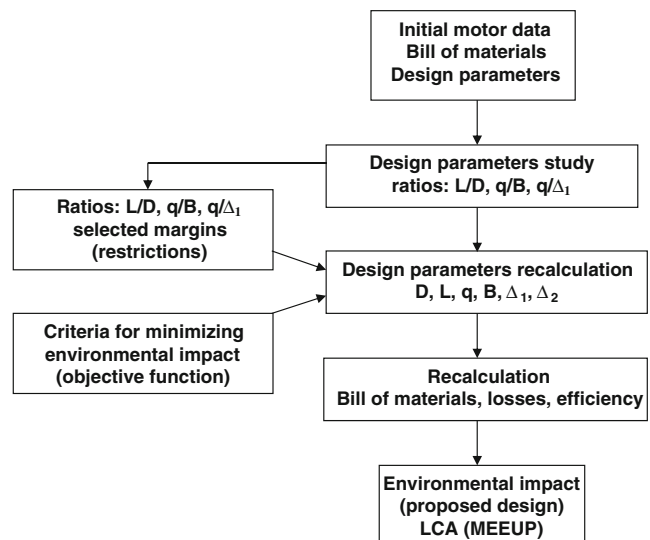 Initial motor data
Bill of materials
Design parameters
Design parameters study
ratios: L/D, q/B, q/Δ₁
Ratios: L/D, q/B, q/Δ₁
selected margins
(restrictions)
Design parameters recalculation
D, L, q, B, Δ₁, Δ₂
Criteria for minimizing
environmental impact
(objective function)
Recalculation
Bill of materials, losses, efficiency
Environmental impact
(proposed design)
LCA (MEEUP)